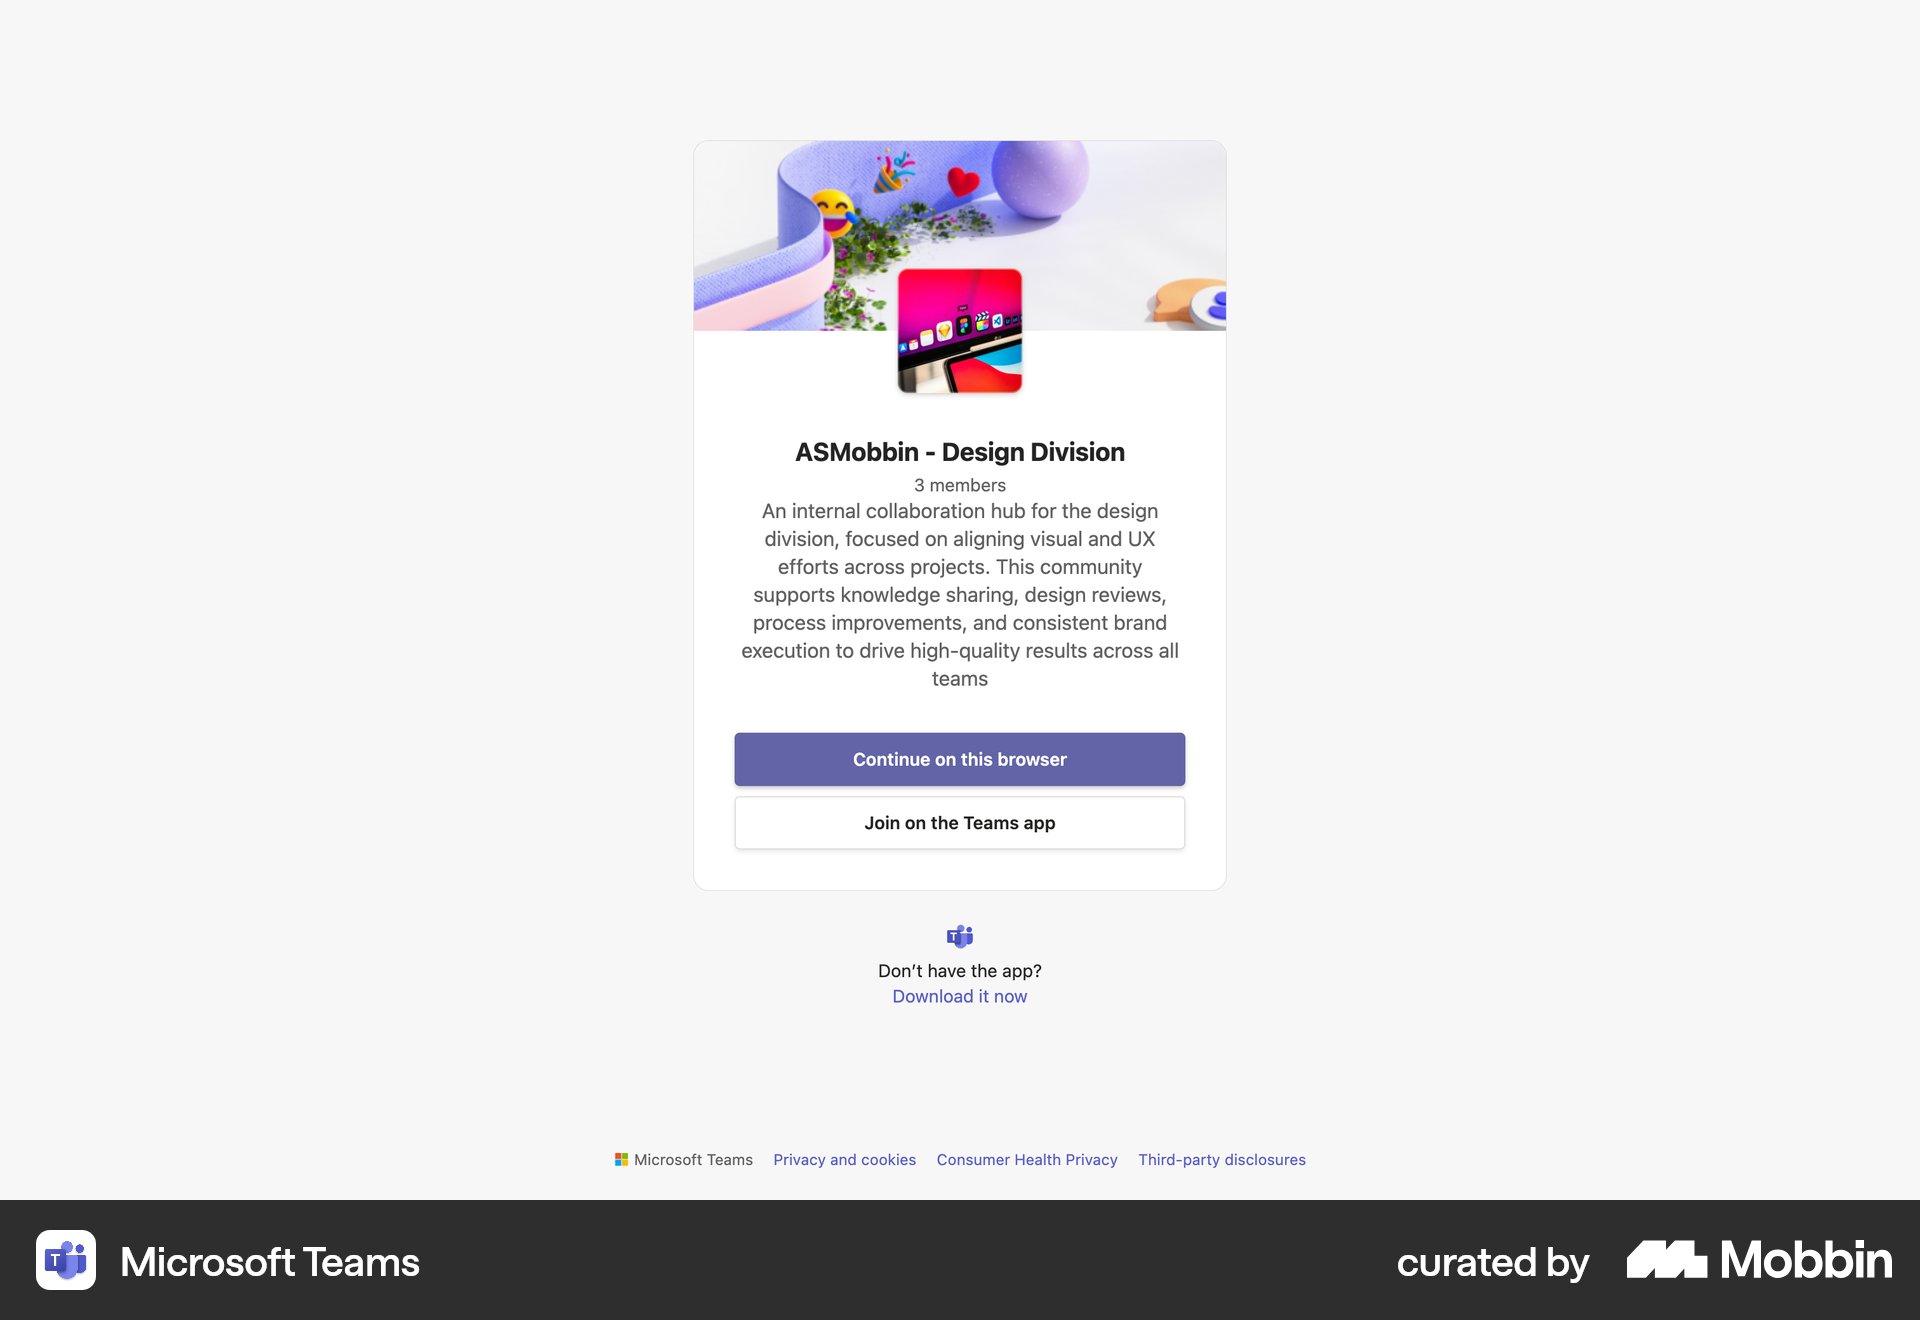 ASMobbin - Design Division
3 members
An internal collaboration hub for the design
division, focused on aligning visual and UX
efforts across projects. This community
supports knowledge sharing, design reviews,
process improvements, and consistent brand
execution to drive high-quality results across all
teams
Continue on this browser
Join on the Teams app
T
Don't have the app?
Download it now
Microsoft Teams Privacy and cookies Consumer Health Privacy Third-party disclosures
T Microsoft Teams curated by Mobbin